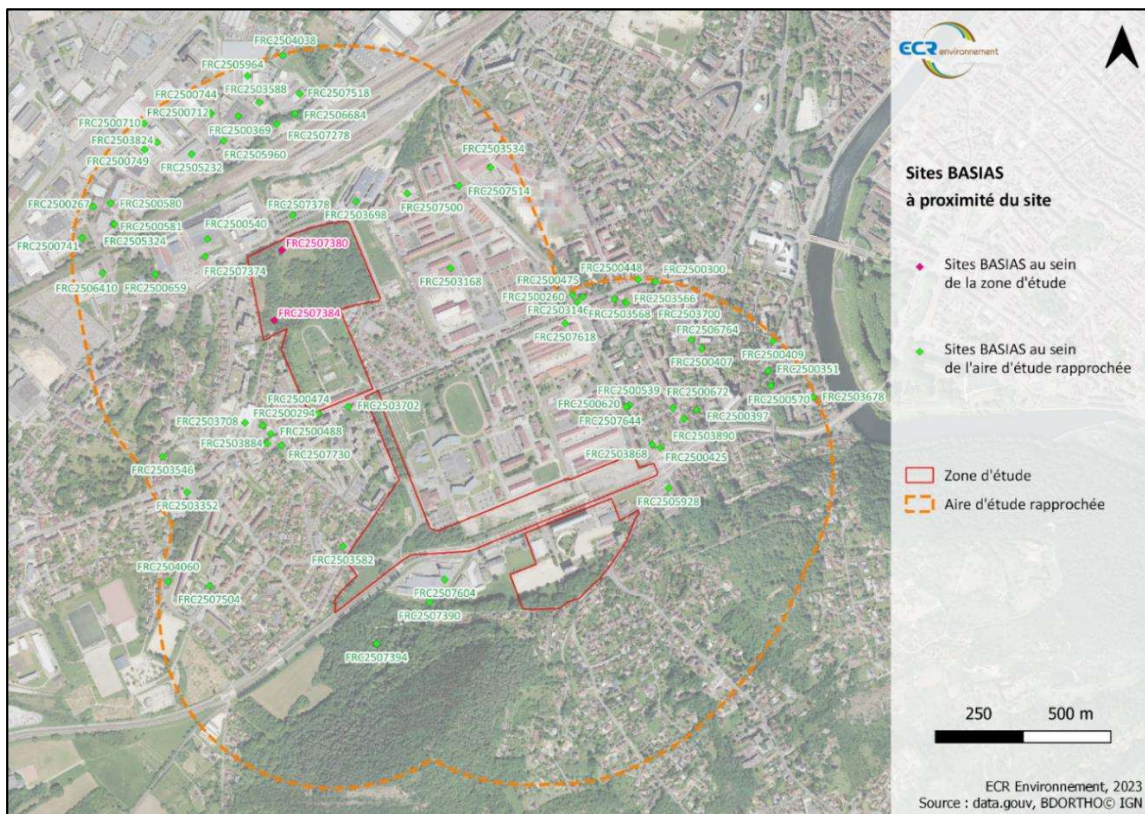 FRC2504038
FRC2505964
FRC2500744
FRC2503588
FRC2507518
FRC2500712
FRC2506684
FRC2500710
FRC2500369
FRC2507278
FRC2503824
FRC2505960
FRC2500749
FRC2505232
FRC2503534
FRC2507514
FRC2500267
FRC2500580
FRC2507378
FRC2507500
FRC2503698
FRC2500581
FRC2500540
FRC2500741
FRC2505324
FRC2507380
FRC2507374
FRC2506410
FRC2500659
FRC2503168
FRC2500448
FRC2500300
FRC2500475
FRC2500260
FRC2503566
FRC250314
FRC2503568
FRC2503700
FRC2507384
FRC2507618
FRC2506764
FRC2500407
FRC2500409
FRC2500351
FRC2500539
FRC2500672
FRC2500570
FRC2503678
FRC2500474
FRC2503702
FRC2500294
FRC2500620
FRC2500397
FRC2503708
FRC2500488
FRC2507644
FRC2503884
FRC2503890
FRC2507730
FRC2503868
FRC2500425
FRC2503546
FRC2503352
FRC2505928
FRC2503582
FRC2504060
FRC2507504
FRC2507604
FRC2507390
FRC2507394
ECR environnement
Sites BASIAS
à proximité du site
Sites BASIAS au sein
de la zone d'étude
Sites BASIAS au sein
de l'aire d'étude rapprochée
Zone d'étude
Aire d'étude rapprochée
250 500 m
ECR Environnement, 2023
Source : data.gouv, BDORTHO© IGN